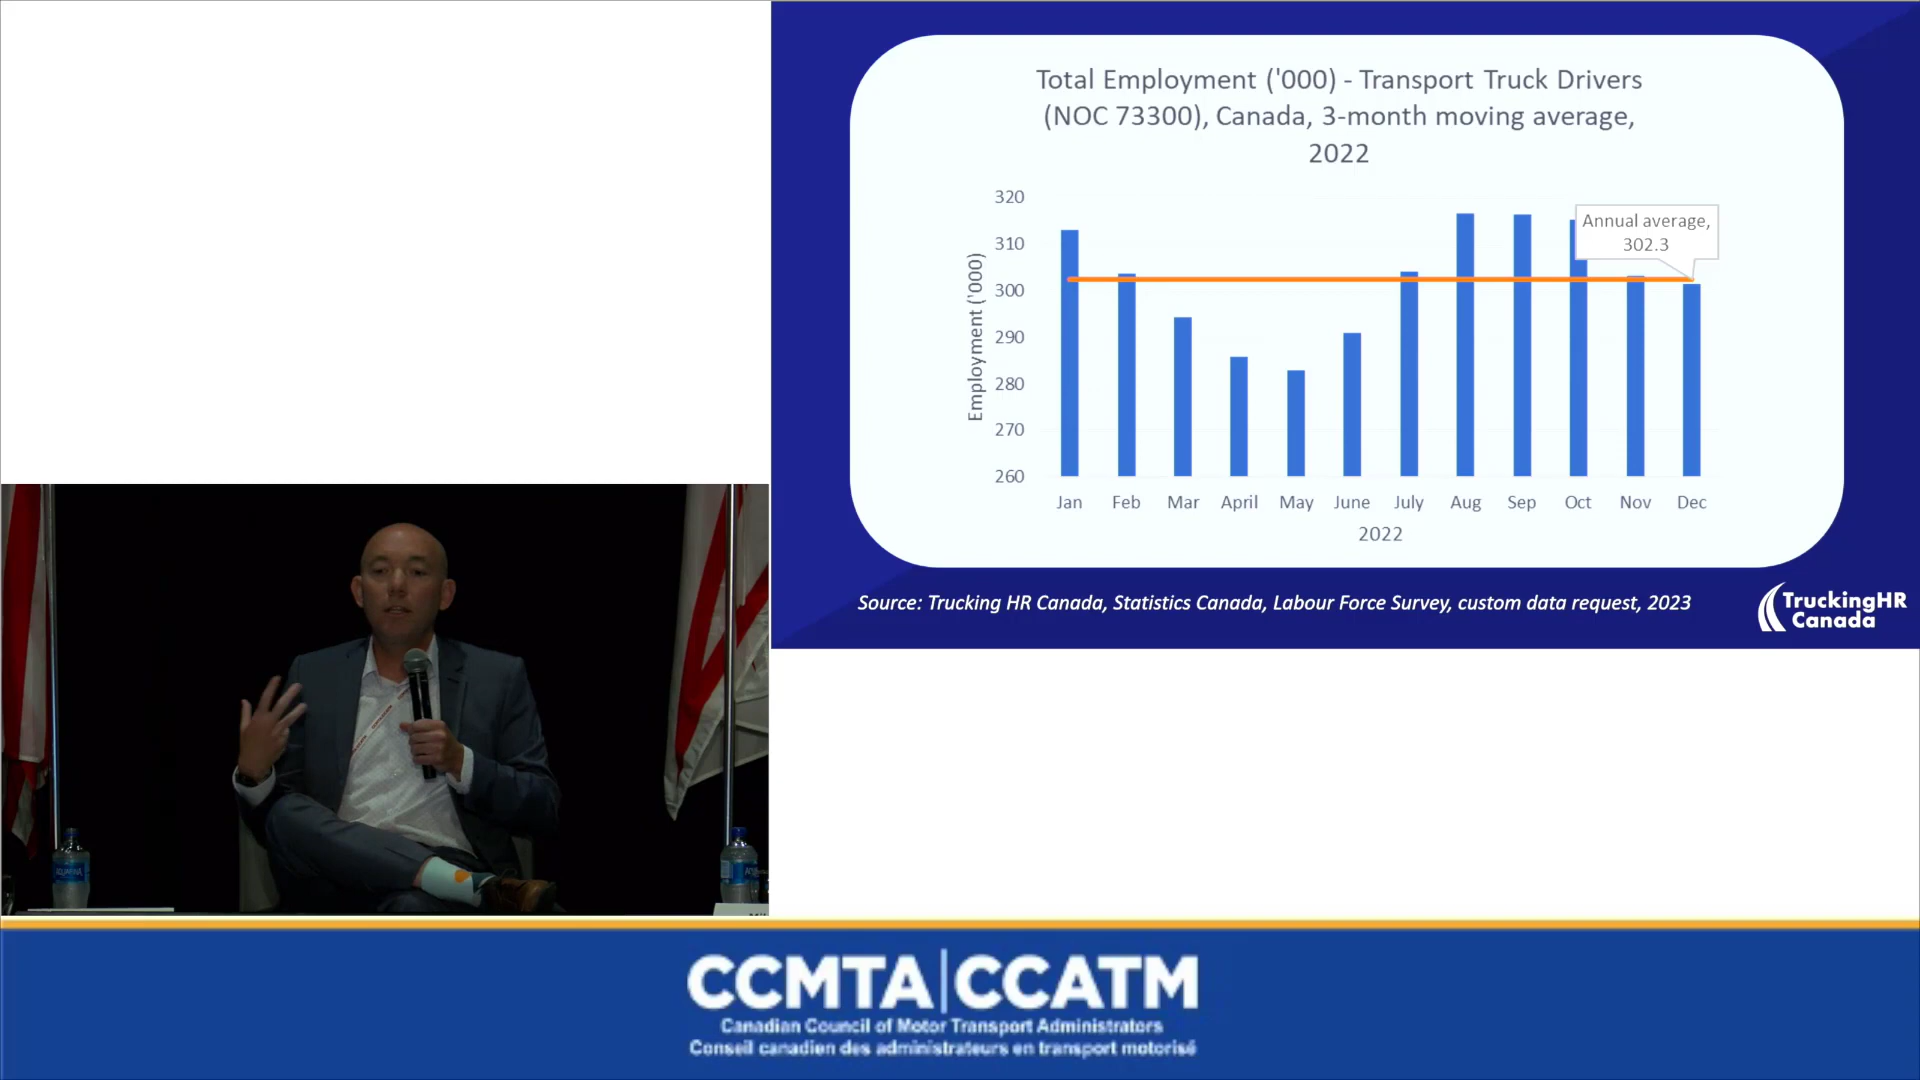 Total Employment ('000) - Transport Truck Drivers
(NOC 73300), Canada, 3-month moving average,
2022
Employment ('000)
320
310
300
290
280
270
260
Annual average,
302.3
Jan Feb Mar April May June July Aug Sep Oct Nov Dec
2022
Source: Trucking HR Canada, Statistics Canada, Labour Force Survey, custom data request, 2023
TruckingHR
Canada
CCMTA|CCATM
Canadian Council of Motor Transport Administrators
Conseil canadien des administrateurs en transport motorisé